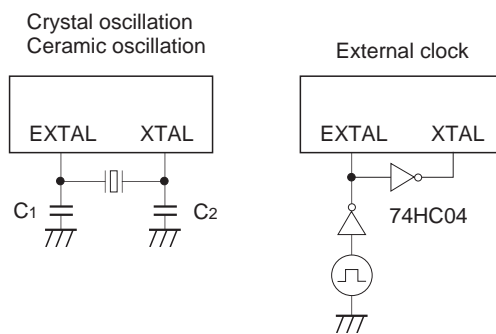 Crystal oscillation
Ceramic oscillation
EXTAL XTAL
C1 C2
External clock
EXTAL XTAL
74HC04